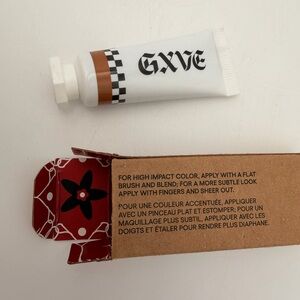 GXVE
FOR HIGH IMPACT COLOR, APPLY WITH A FLAT
BRUSH AND BLEND; FOR A MORE SUBTLE LOOK
APPLY WITH FINGERS AND SHEER OUT.
POUR UNE COULEUR ACCENTUÉE, APPLIQUER
AVEC UN PINCEAU PLAT ET ESTOMPER; POUR UN
MAQUILLAGE PLUS SUBTIL, APPLIQUER AVEC LES
DOIGTS ET ÉTALER POUR RENDRE PLUS DIAPHANE.